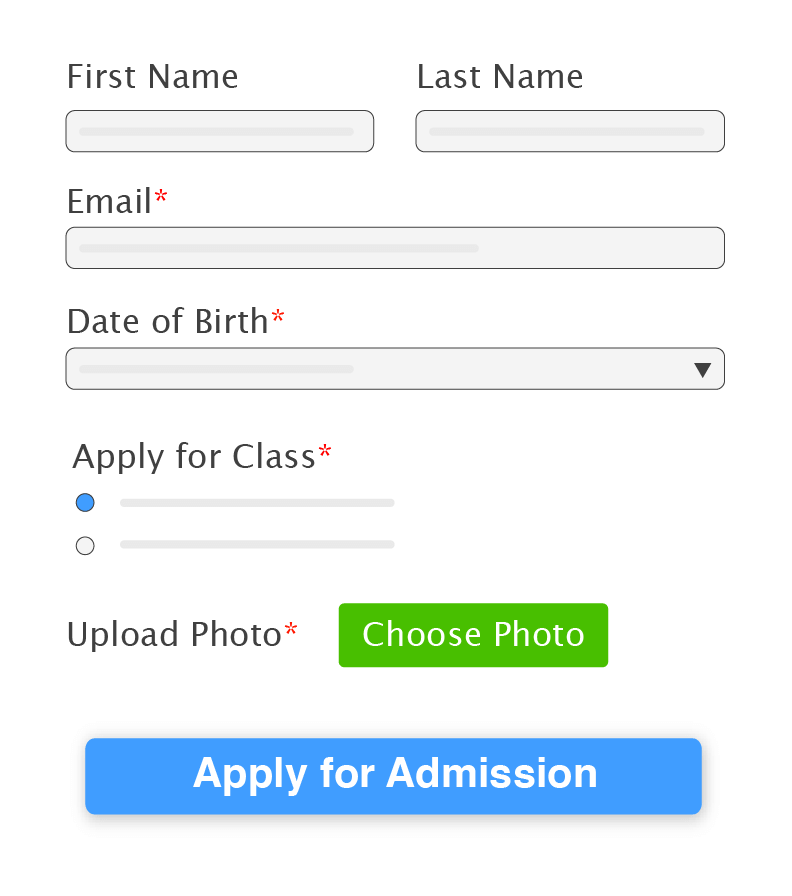 First Name Last Name
Email*
Date of Birth*
Apply for Class*
Upload Photo* Choose Photo
Apply for Admission